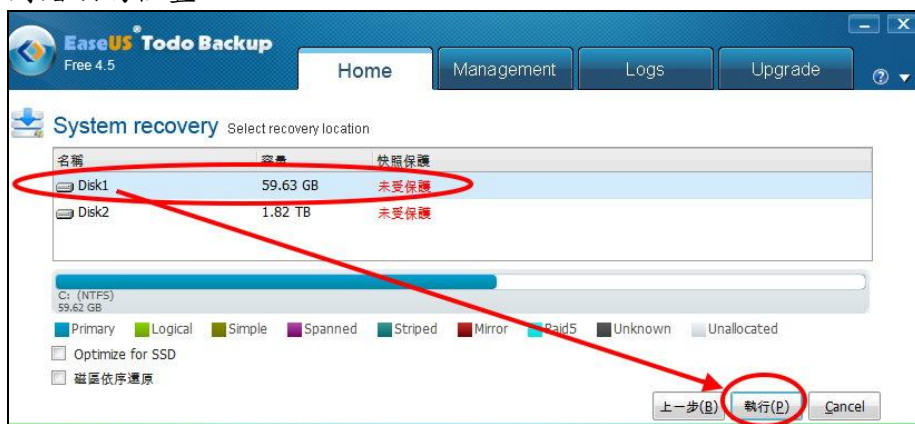 EaseUS® Todo Backup
Free 4.5
Home
Management
Logs
Upgrade
System recovery Select recovery location
名稱 容量 快照保護
Disk1 59.63 GB 未受保護
Disk2 1.82 TB 未受保護
C: (NTFS)
59.62 GB
Primary Logical Simple Spanned Striped Mirror Raid5 Unknown Unallocated
Optimize for SSD
磁區依序還原
上一步(B) 執行(P) Cancel